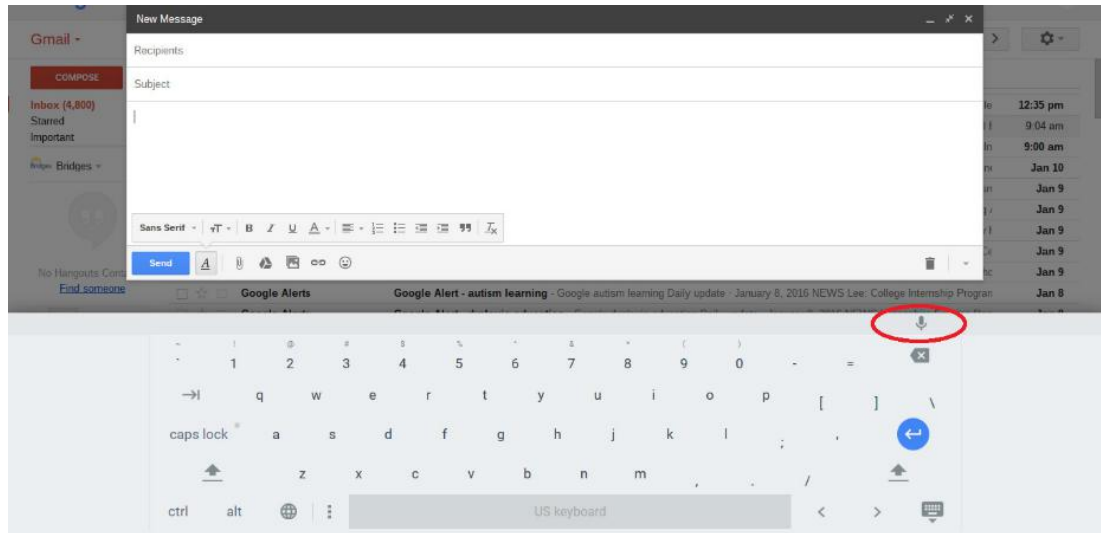 New Message
Gmail
Recipients
COMPOSE
Subject
Inbox (4,800)
12:35 pm
Starred
9:04 am
Important
9:00 am
Bridges
Jan 10
Jan 9
Jan 9
Sans Serif
Jan 9
Send
Jan 9
No Hangouts
Jan 9
Find someone
Google Alerts Google Alert - autism learning - Google autism learning Daily update - January 8, 2016 NEWS Lee: College Internship Program Jan 8
~ ! @ # $ % ^ & * ( )
` 1 2 3 4 5 6 7 8 9 0 - =
q w e r t y u i o p [ ] \
caps lock a s d f g h j k l ; '
z x c v b n m , . /
ctrl alt US keyboard < >